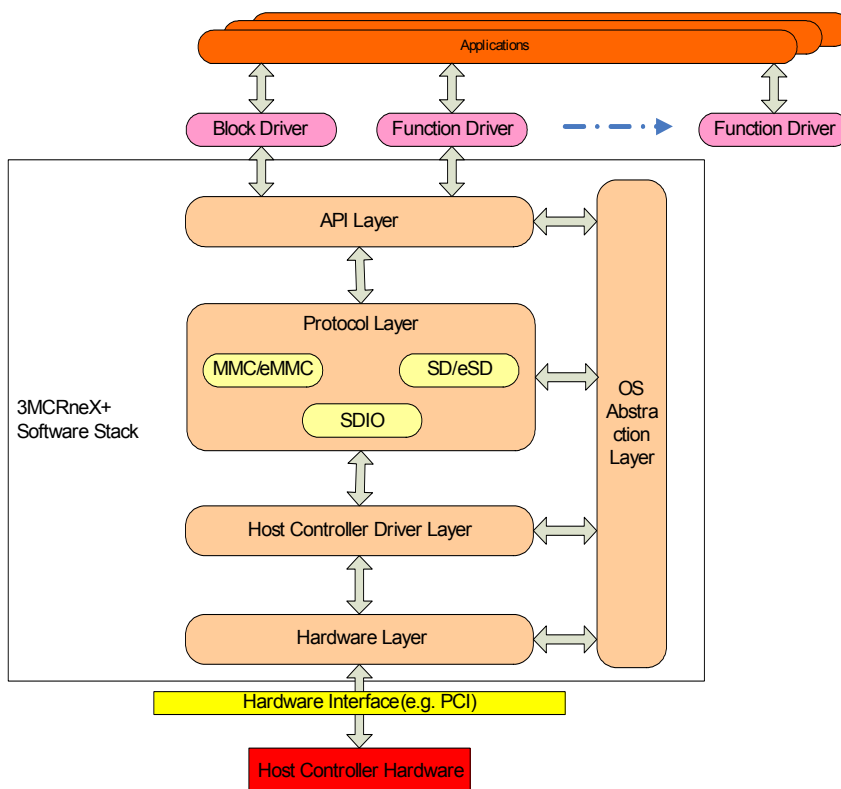 Applications
Block Driver
Function Driver
Function Driver
API Layer
Protocol Layer
MMC/eMMC
SD/eSD
SDIO
3MCRneX+
Software Stack
OS
Abstra
ction
Layer
Host Controller Driver Layer
Hardware Layer
Hardware Interface(e.g. PCI)
Host Controller Hardware